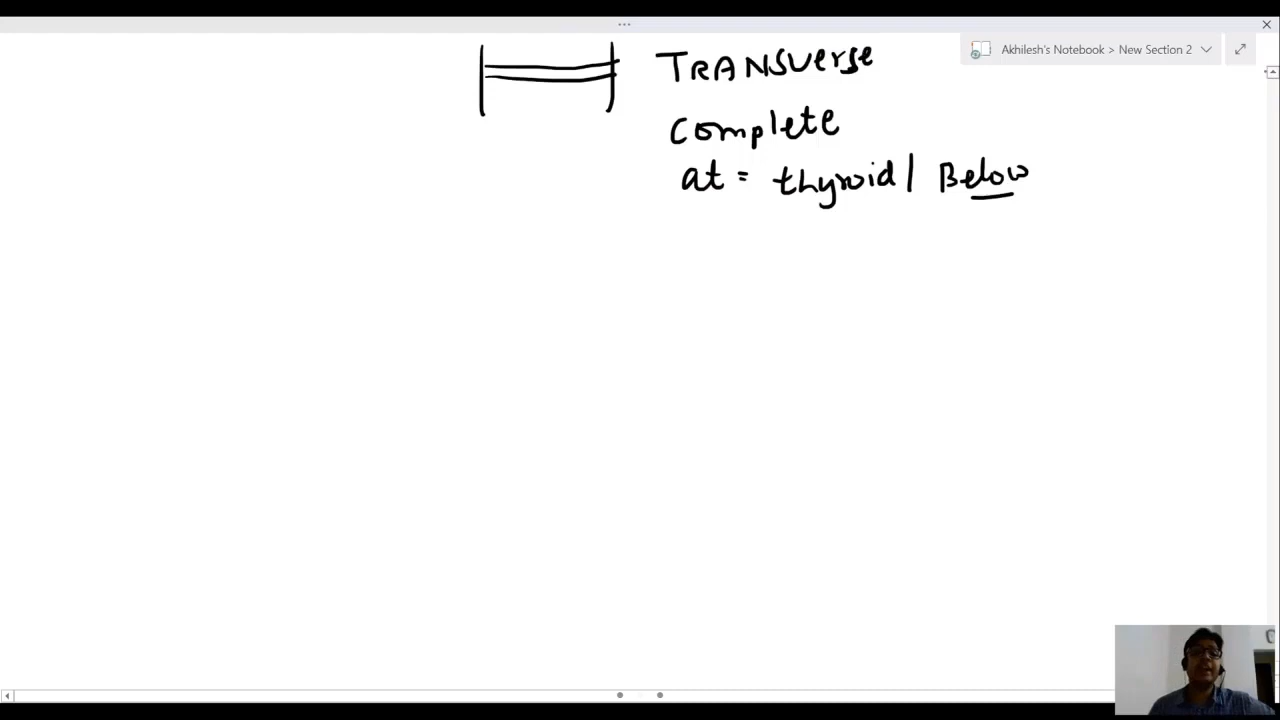 Akhilesh's Notebook > New Section 2
TRANSverse
complete
at = thyroid / Below